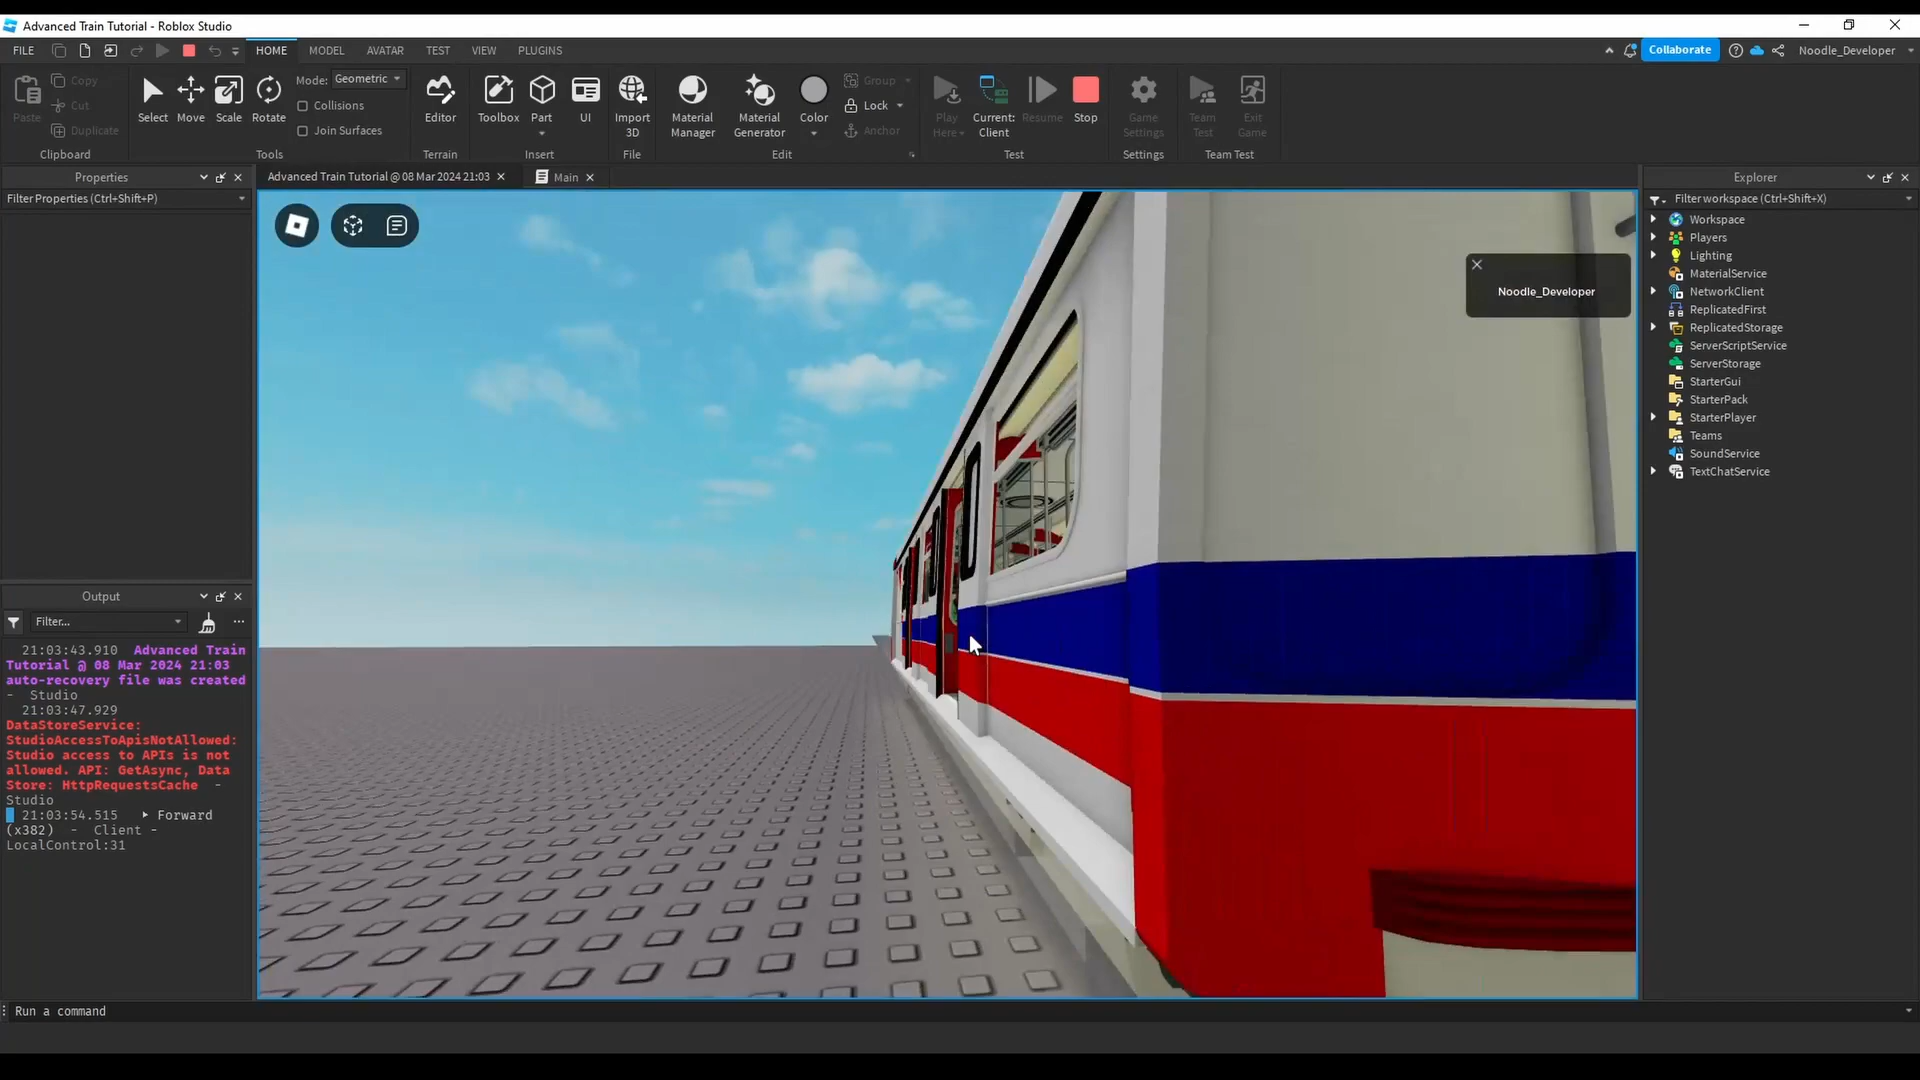 Advanced Train Tutorial - Roblox Studio
FILE
HOME
MODEL
AVATAR
TEST
VIEW
PLUGINS
Collaborate
Noodle_Developer
Paste
Copy
Cut
Duplicate
Clipboard
Select
Move
Scale
Rotate
Mode: Geometric
Collisions
Join Surfaces
Tools
Editor
Terrain
Toolbox
Part
UI
Insert
Import
3D
File
Material
Manager
Material
Generator
Color
Group
Lock
Anchor
Edit
Play
Here
Current:
Client
Resume
Stop
Test
Game
Settings
Settings
Team
Test
Exit
Game
Team Test
Properties
Filter Properties (Ctrl+Shift+P)
Advanced Train Tutorial @ 08 Mar 2024 21:03
Main
Noodle_Developer
Explorer
Filter workspace (Ctrl+Shift+X)
Workspace
Players
Lighting
MaterialService
NetworkClient
ReplicatedFirst
ReplicatedStorage
ServerScriptService
ServerStorage
StarterGui
StarterPack
StarterPlayer
Teams
SoundService
TextChatService
Output
Filter...
21:03:43.910 Advanced Train
Tutorial @ 08 Mar 2024 21:03
auto-recovery file was created
- Studio
21:03:47.929
DataStoreService:
StudioAccessToApisNotAllowed:
Studio access to APIs is not
allowed. API: GetAsync, Data
Store: HttpRequestsCache -
Studio
21:03:54.515 Forward
(x382) - Client -
LocalControl:31
Run a command